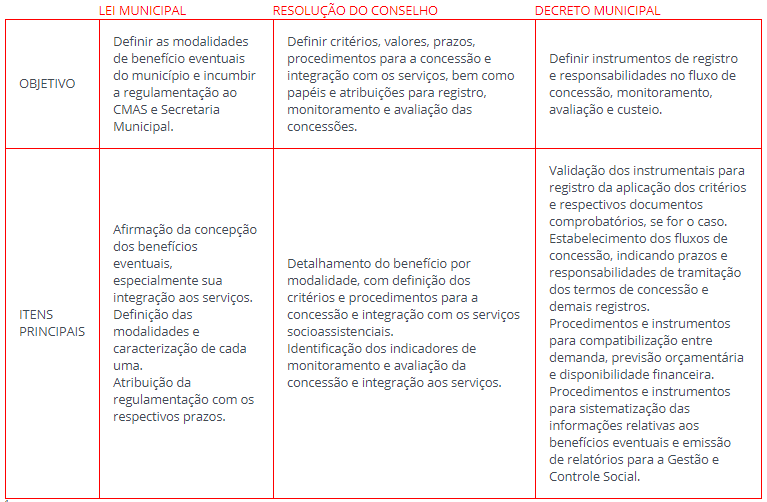 LEI MUNICIPAL
RESOLUÇÃO DO CONSELHO
DECRETO MUNICIPAL
OBJETIVO
Definir as modalidades
de benefício eventuais
do município e incumbir
a regulamentação ao
CMAS e Secretaria
Municipal.
Definir critérios, valores, prazos,
procedimentos para a concessão e
integração com os serviços, bem como
papéis e atribuições para registro,
monitoramento e avaliação das
concessões.
Definir instrumentos de registro
e responsabilidades no fluxo de
concessão, monitoramento,
avaliação e custeio.
ITENS
PRINCIPAIS
Afirmação da concepção
dos benefícios
eventuais,
especialmente sua
integração aos serviços.
Definição das
modalidades e
caracterização de cada
uma.
Atribuição da
regulamentação com os
respectivos prazos.
Detalhamento do benefício por
modalidade, com definição dos
critérios e procedimentos para a
concessão e integração com os serviços
socioassistenciais.
Identificação dos indicadores de
monitoramento e avaliação da
concessão e integração aos serviços.
Validação dos instrumentais para
registro da aplicação dos critérios
e respectivos documentos
comprobatórios, se for o caso.
Estabelecimento dos fluxos de
concessão, indicando prazos e
responsabilidades de tramitação
dos termos de concessão e
demais registros.
Procedimentos e instrumentos
para compatibilização entre
demanda, previsão orçamentária
e disponibilidade financeira.
Procedimentos e instrumentos
para sistematização das
informações relativas aos
benefícios eventuais e emissão
de relatórios para a Gestão e
Controle Social.